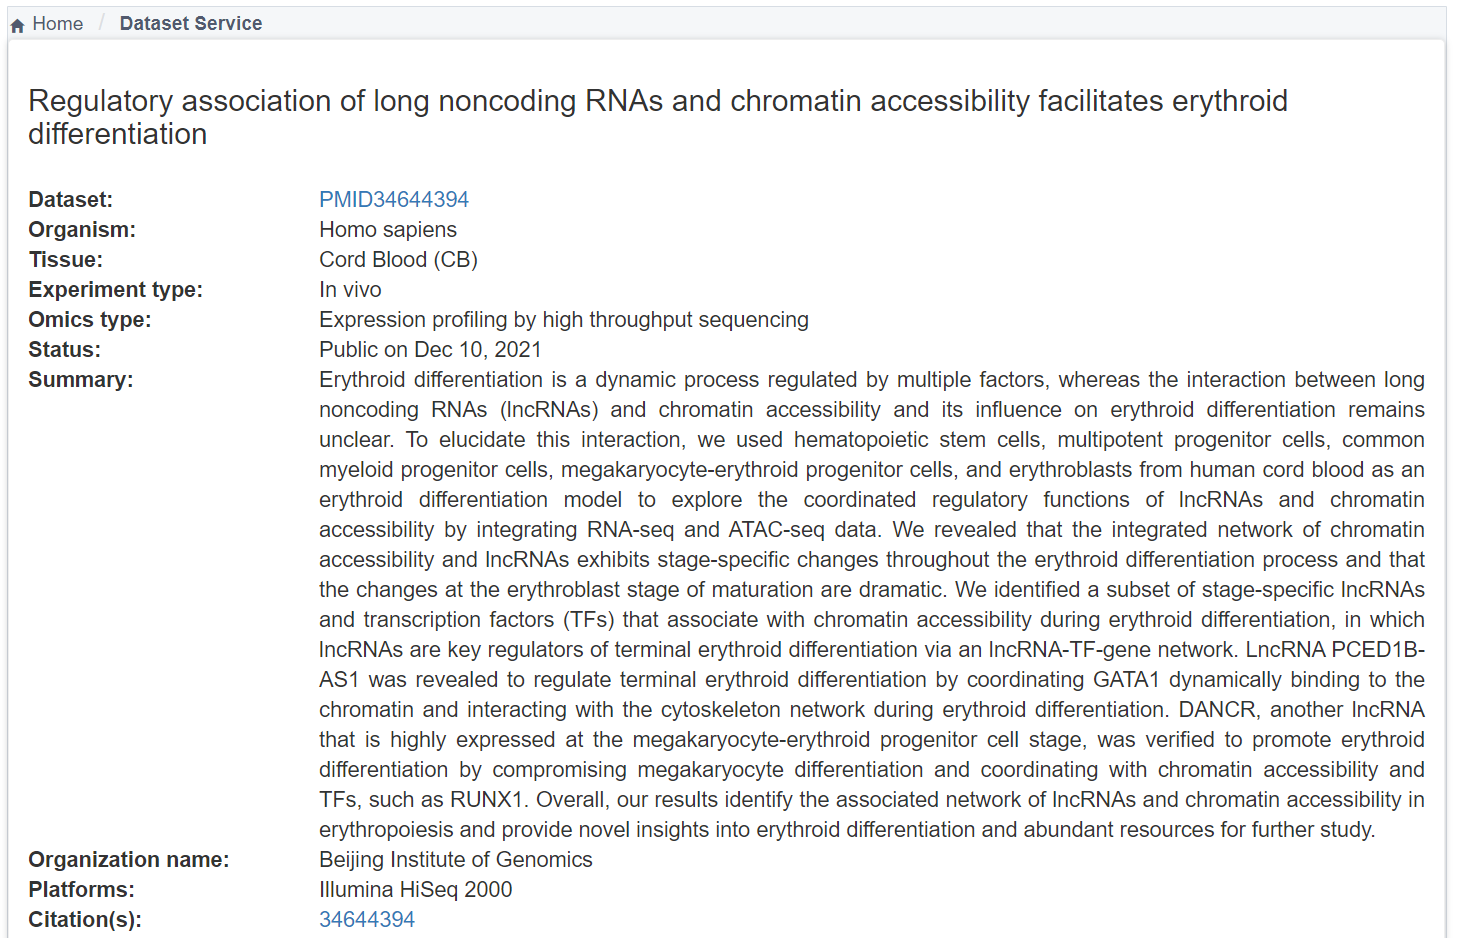 Home / Dataset Service
Regulatory association of long noncoding RNAs and chromatin accessibility facilitates erythroid
differentiation
Dataset: PMID34644394
Organism: Homo sapiens
Tissue: Cord Blood (CB)
Experiment type: In vivo
Omics type: Expression profiling by high throughput sequencing
Status: Public on Dec 10, 2021
Summary: Erythroid differentiation is a dynamic process regulated by multiple factors, whereas the interaction between long
noncoding RNAs (lncRNAs) and chromatin accessibility and its influence on erythroid differentiation remains
unclear. To elucidate this interaction, we used hematopoietic stem cells, multipotent progenitor cells, common
myeloid progenitor cells, megakaryocyte-erythroid progenitor cells, and erythroblasts from human cord blood as an
erythroid differentiation model to explore the coordinated regulatory functions of lncRNAs and chromatin
accessibility by integrating RNA-seq and ATAC-seq data. We revealed that the integrated network of chromatin
accessibility and lncRNAs exhibits stage-specific changes throughout the erythroid differentiation process and that
the changes at the erythroblast stage of maturation are dramatic. We identified a subset of stage-specific lncRNAs
and transcription factors (TFs) that associate with chromatin accessibility during erythroid differentiation, in which
lncRNAs are key regulators of terminal erythroid differentiation via an lncRNA-TF-gene network. LncRNA PCED1B-
AS1 was revealed to regulate terminal erythroid differentiation by coordinating GATA1 dynamically binding to the
chromatin and interacting with the cytoskeleton network during erythroid differentiation. DANCR, another lncRNA
that is highly expressed at the megakaryocyte-erythroid progenitor cell stage, was verified to promote erythroid
differentiation by compromising megakaryocyte differentiation and coordinating with chromatin accessibility and
TFs, such as RUNX1. Overall, our results identify the associated network of lncRNAs and chromatin accessibility in
erythropoiesis and provide novel insights into erythroid differentiation and abundant resources for further study.
Organization name: Beijing Institute of Genomics
Platforms: Illumina HiSeq 2000
Citation(s): 34644394